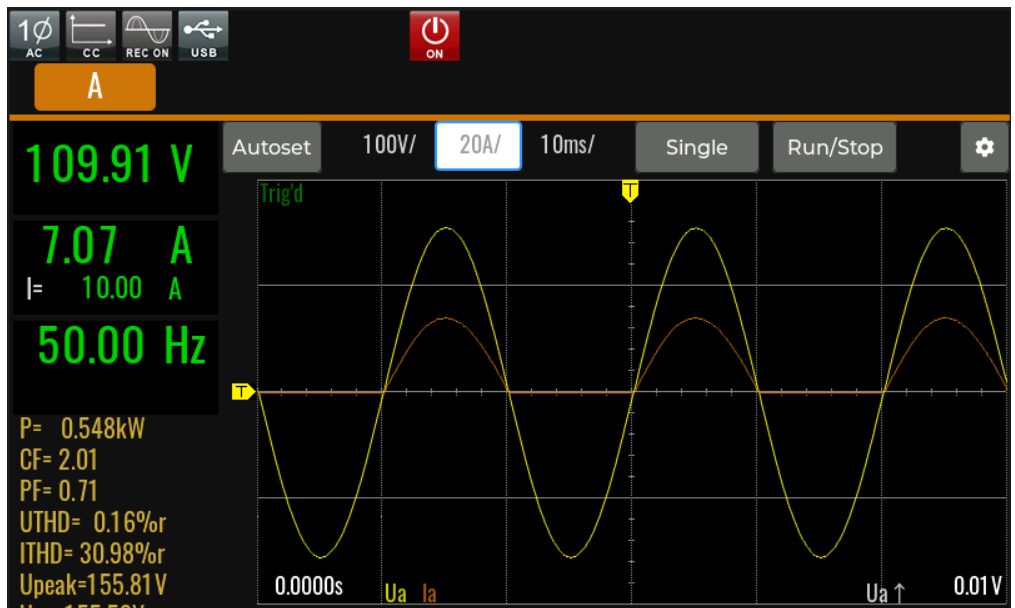 1Ø
AC
CC
REC ON
USB
ON
A
109.91 V
7.07 A
I= 10.00 A
50.00 Hz
P= 0.548kW
CF= 2.01
PF= 0.71
UTHD= 0.16%r
ITHD= 30.98%r
Upeak=155.81V
Autoset
100V/
20A/
10ms/
Single
Run/Stop
Trig'd
T
T
0.0000s
Ua
Ia
Ua ↑
0.01V